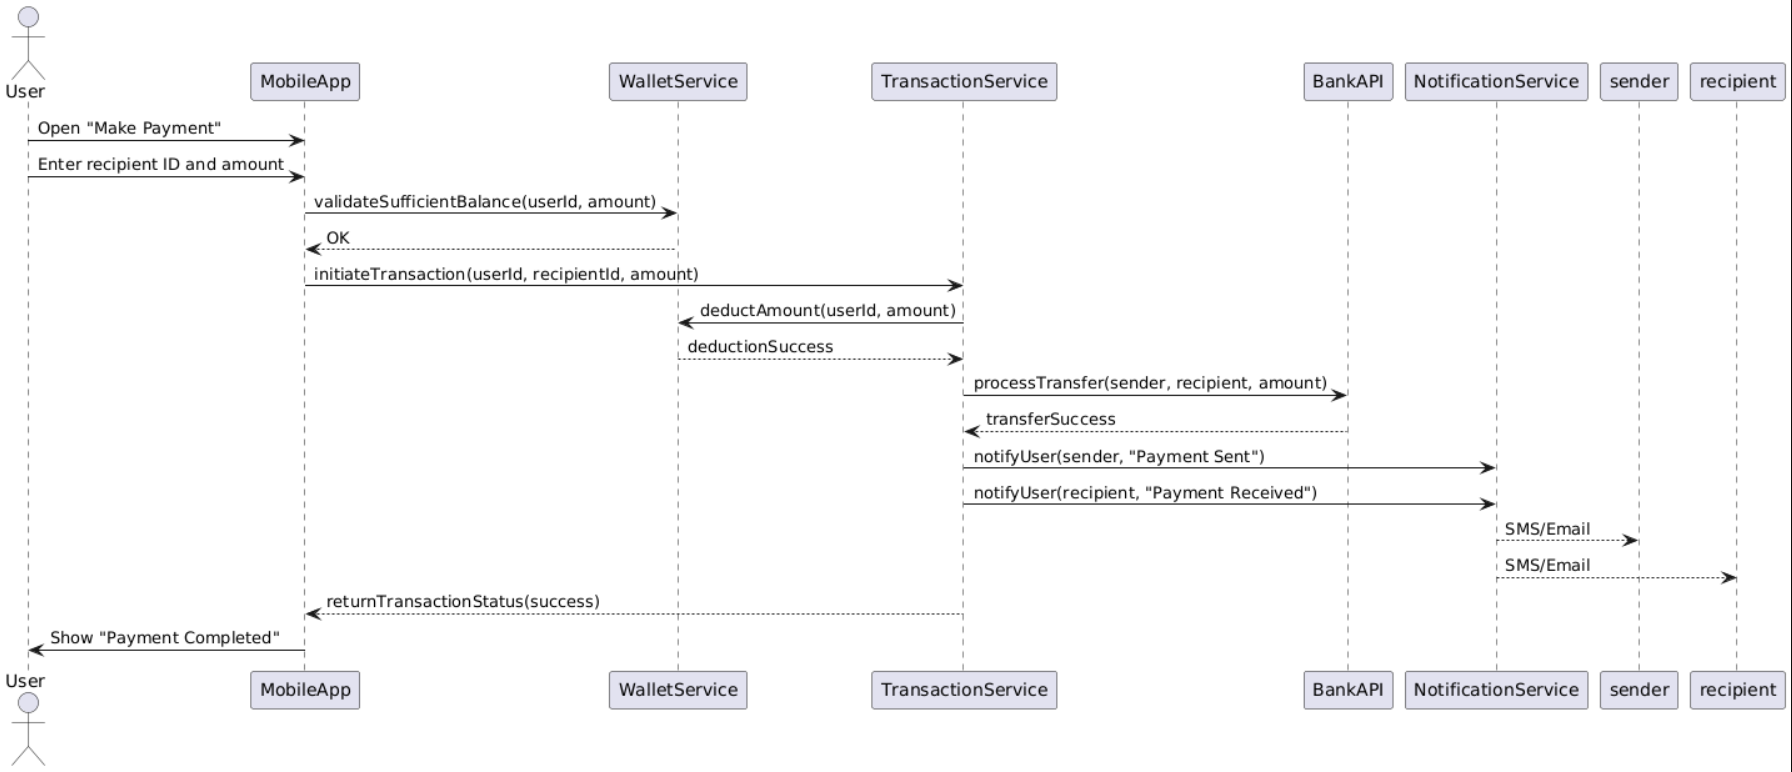 User
MobileApp
WalletService
TransactionService
BankAPI
NotificationService
sender
recipient
Open "Make Payment"
Enter recipient ID and amount
validateSufficientBalance(userId, amount)
OK
initiateTransaction(userId, recipientId, amount)
deductAmount(userId, amount)
deductionSuccess
processTransfer(sender, recipient, amount)
transferSuccess
notifyUser(sender, "Payment Sent")
notifyUser(recipient, "Payment Received")
SMS/Email
SMS/Email
returnTransactionStatus(success)
Show "Payment Completed"
User
MobileApp
WalletService
TransactionService
BankAPI
NotificationService
sender
recipient